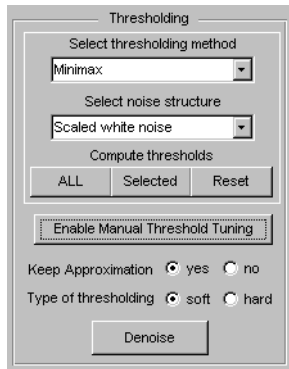 Thresholding
Select thresholding method
Minimax
Select noise structure
Scaled white noise
Compute thresholds
ALL Selected Reset
Enable Manual Threshold Tuning
Keep Approximation yes no
Type of thresholding soft hard
Denoise